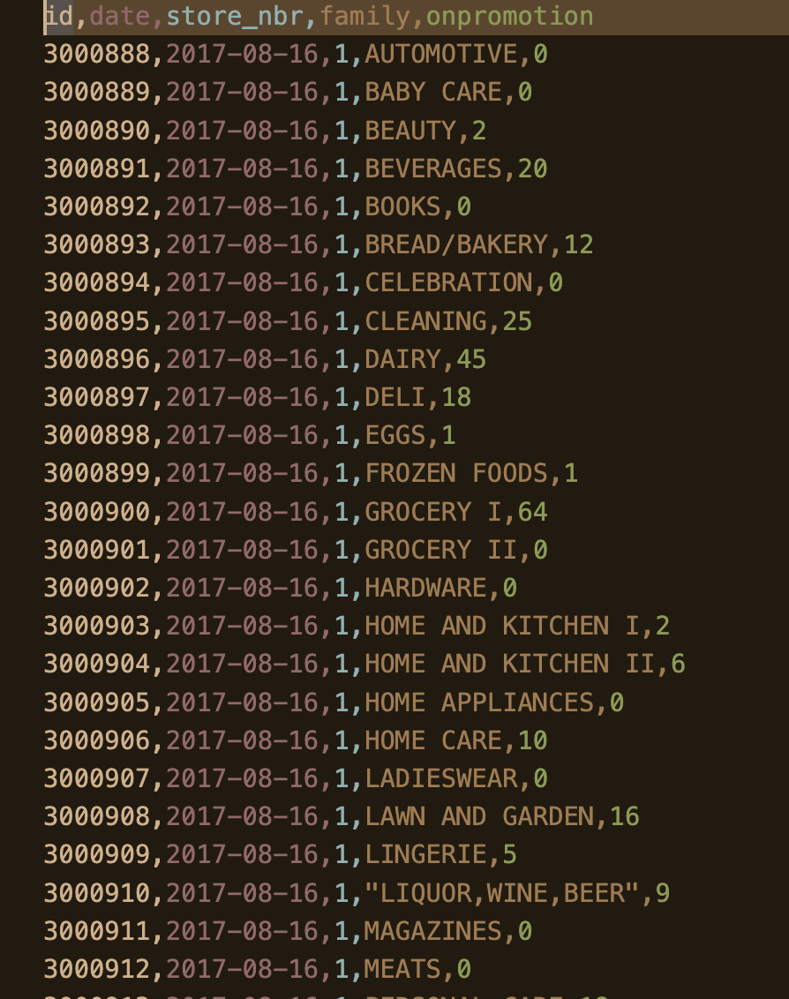 id,date,store_nbr,family,onpromotion
3000888,2017-08-16,1,AUTOMOTIVE,0
3000889,2017-08-16,1,BABY CARE,0
3000890,2017-08-16,1,BEAUTY,2
3000891,2017-08-16,1,BEVERAGES,20
3000892,2017-08-16,1,BOOKS,0
3000893,2017-08-16,1,BREAD/BAKERY,12
3000894,2017-08-16,1,CELEBRATION,0
3000895,2017-08-16,1,CLEANING,25
3000896,2017-08-16,1,DAIRY,45
3000897,2017-08-16,1,DELI,18
3000898,2017-08-16,1,EGGS,1
3000899,2017-08-16,1,FROZEN FOODS,1
3000900,2017-08-16,1,GROCERY I,64
3000901,2017-08-16,1,GROCERY II,0
3000902,2017-08-16,1,HARDWARE,0
3000903,2017-08-16,1,HOME AND KITCHEN I,2
3000904,2017-08-16,1,HOME AND KITCHEN II,6
3000905,2017-08-16,1,HOME APPLIANCES,0
3000906,2017-08-16,1,HOME CARE,10
3000907,2017-08-16,1,LADIESWEAR,0
3000908,2017-08-16,1,LAWN AND GARDEN,16
3000909,2017-08-16,1,LINGERIE,5
3000910,2017-08-16,1,"LIQUOR,WINE,BEER",9
3000911,2017-08-16,1,MAGAZINES,0
3000912,2017-08-16,1,MEATS,0